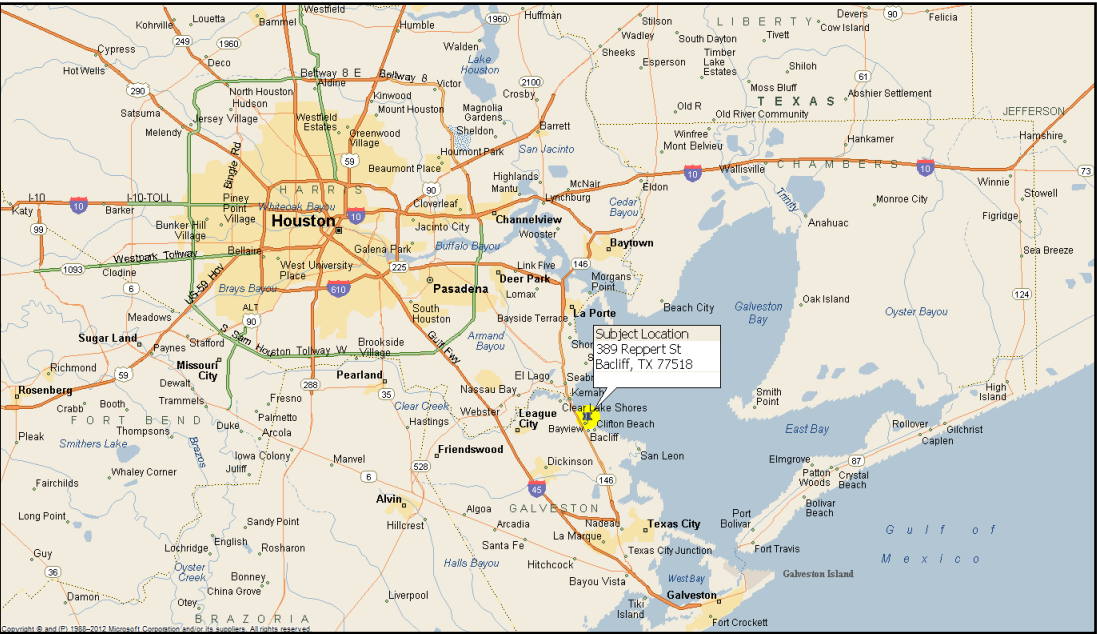 Westfield
Huffman
Devers
90
Felicia
Kohrville
Louetta
Bammel
Humble
1960
Stilson
LIBERTY
Cow Island
Wadley
South Dayton
Tivett
249
1960
Walden
Sheeks
Timber
Lake
Estates
Cypress
Deco
Lake
Houston
Esperson
Shiloh
Hot Wells
Beltway 8 E
Beltway 8
Aldine
Victor
2100
61
290
North Houston
Kinwood
Crosby
Moss Bluff
Abshier Settlement
Hudson
Mount Houston
Magnolia
Gardens
Old R
TEXAS
Satsuma
Jersey Village
Westfield
Estates
Old River Community
JEFFERSON
Melendy
Greenwood
Village
Sheldon
Barrett
Winfree
Mont Belvieu
Hankamer
Hamshire
Bingle Rd
59
Houmont Park
San Jacinto
Beaumont Place
10
Wallisville
CHAMBERS
10
73
Highlands
McNair
Eldon
Winnie
HARRIS
90
Mantu
Lynchburg
Trinity
Stowell
I-10
I-10-TOLL
Piney
Point
Village
Whiteoak Bayou
Cloverleaf
Cedar
Bayou
Monroe City
10
Barker
Katy
Houston
10
Channelview
Figridge
Bunker Hill
Village
Jacinto City
Wooster
Anahuac
99
Galena Park
Buffalo Bayou
Baytown
Westpark Tollway
Bellaire
Sea Breeze
1093
Clodine
West University
Place
225
Link Five
146
US-59 Hwy
Deer Park
Morgans
Point
6
Brays Bayou
610
Pasadena
Lomax
124
Meadows
ALT
90
South
Houston
Bayside Terrace
La Porte
Beach City
Galveston
Bay
Oak Island
Oyster Bayou
Sugar Land
Stafford
S Sam Houston Tollway W
Brookside
Village
Gulf Fwy
Armand
Bayou
Subject Location
389 Reppert St
Bacliff, TX 77518
Paynes
Shor
Richmond
Missouri
City
Pearland
El Lago
Seabr
Rosenberg
59
Dewalt
288
Nassau Bay
Kemah
Smith
Point
High
Island
Trammels
35
Crabb
Booth
Fresno
Clear Creek
Webster
League
City
Clear Lake Shores
FORT BEND
Palmetto
Hastings
Clifton Beach
East Bay
Rollover
Gilchrist
Thompsons
Duke
Arcola
Bayview
Bacliff
Caplen
Pleak
Smithers Lake
Brazos
Iowa Colony
Friendswood
San Leon
Juliff
Manvel
528
Dickinson
Elmgrove
87
Whaley Corner
6
146
Patton
Woods
Crystal
Beach
Fairchilds
45
Alvin
Algoa
GALVESTON
Bolivar
Beach
Long Point
Sandy Point
Hillcrest
Arcadia
Nadeau
Texas City
Port
Bolivar
Gulf of
Mexico
English
Santa Fe
La Marque
Lochridge
Rosharon
Texas City Junction
Fort Travis
Guy
Oyster
Creek
Halls Bayou
Hitchcock
36
Bonney
Bayou Vista
West Bay
Galveston Island
China Grove
Damon
Otey
Liverpool
Tiki
Island
Galveston
BRAZORIA
Fort Crockett
Copyright © and (P) 1988–2012 Microsoft Corporation and/or its suppliers. All rights reserved.